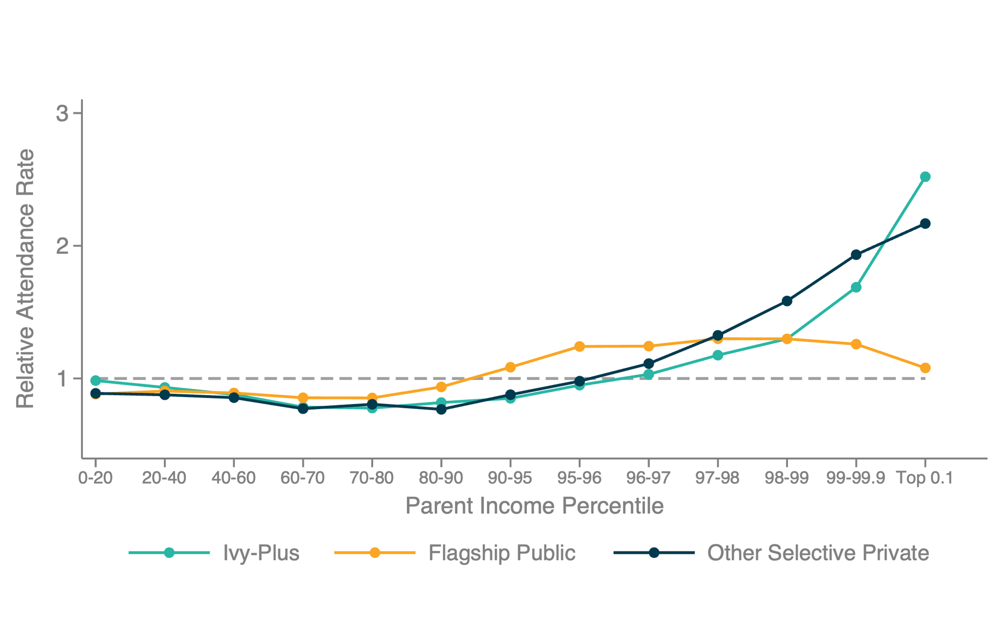 3
2
1
Relative Attendance Rate
0-20 20-40 40-60 60-70 70-80 80-90 90-95 95-96 96-97 97-98 98-99 99-99.9 Top 0.1
Parent Income Percentile
Ivy-Plus Flagship Public Other Selective Private